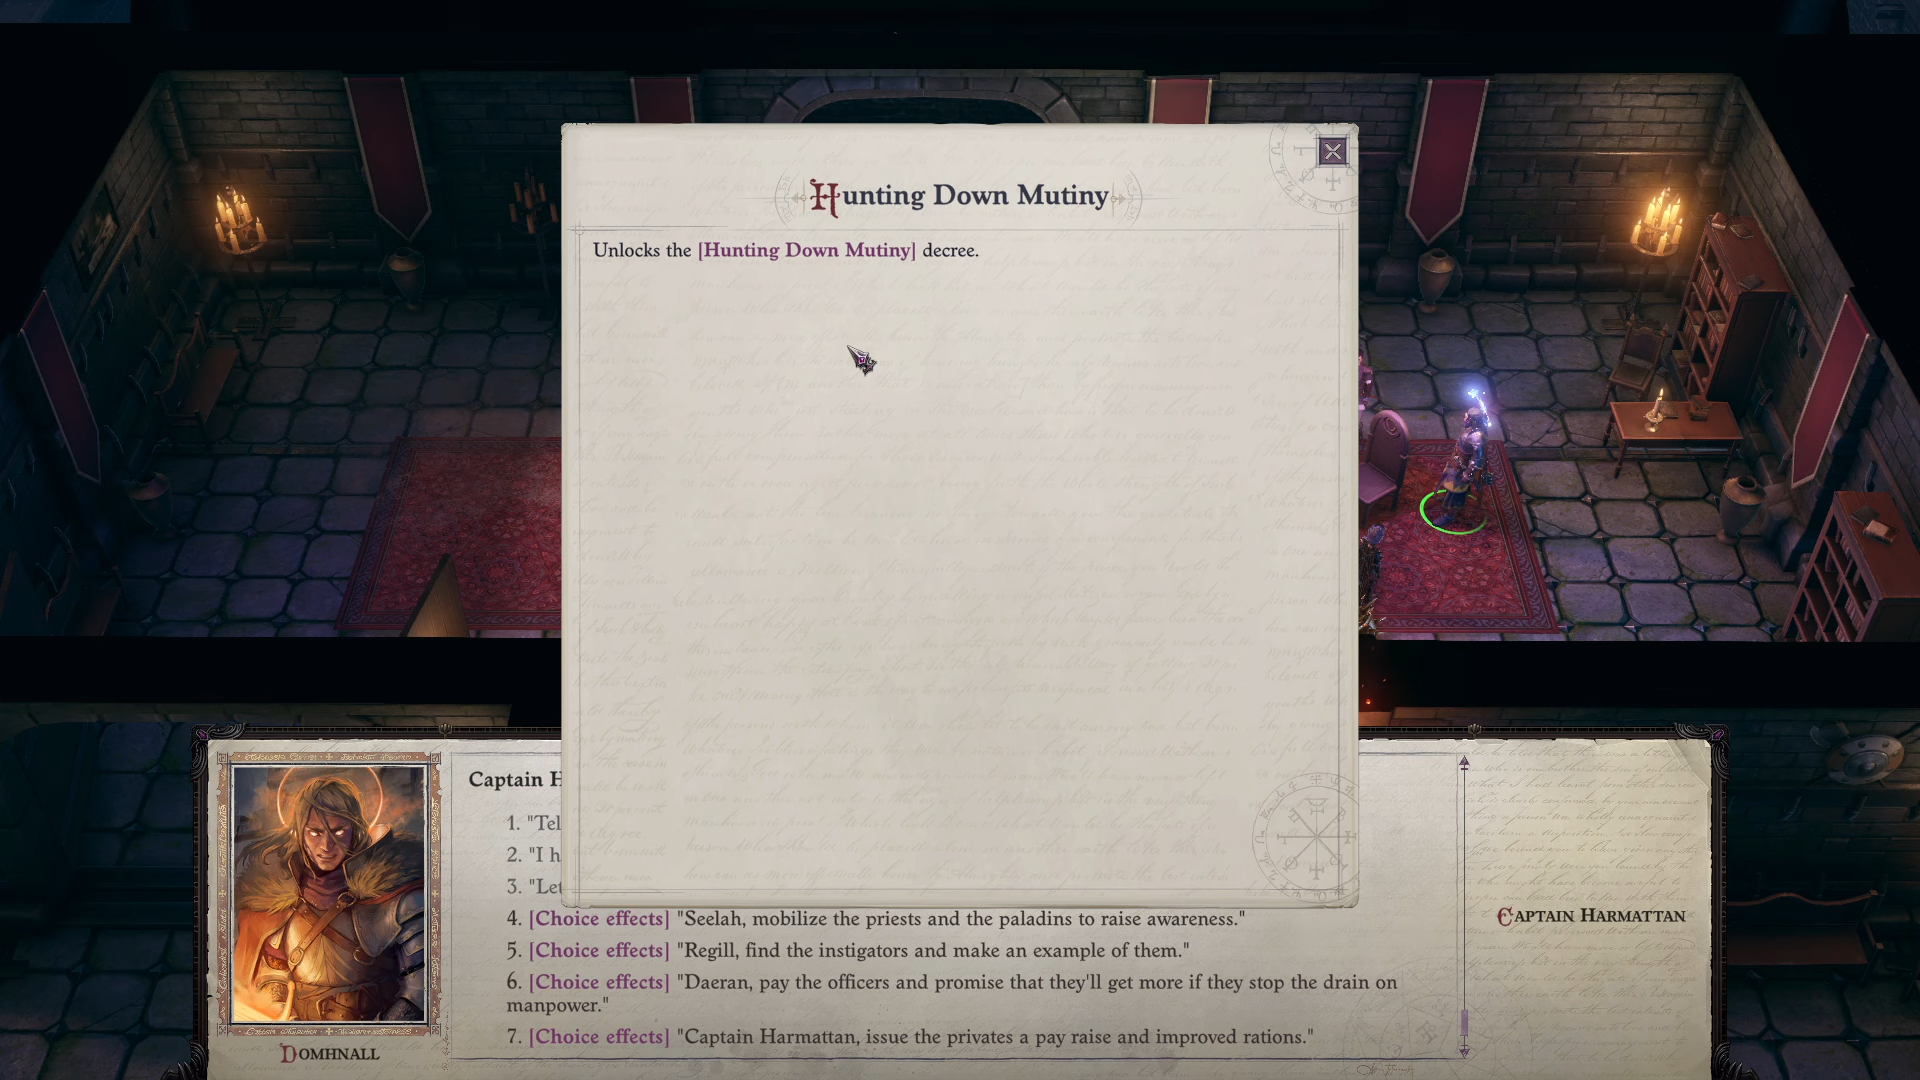 Hunting Down Mutiny
Unlocks the [Hunting Down Mutiny] decree.
Captain H
1. "Tel
2. "I h
3. "Let
4. [Choice effects] "Seelah, mobilize the priests and the paladins to raise awareness."
5. [Choice effects] "Regill, find the instigators and make an example of them."
6. [Choice effects] "Daeran, pay the officers and promise that they'll get more if they stop the drain on
manpower."
7. [Choice effects] "Captain Harmattan, issue the privates a pay raise and improved rations."
Domhnall
Captain Harmattan